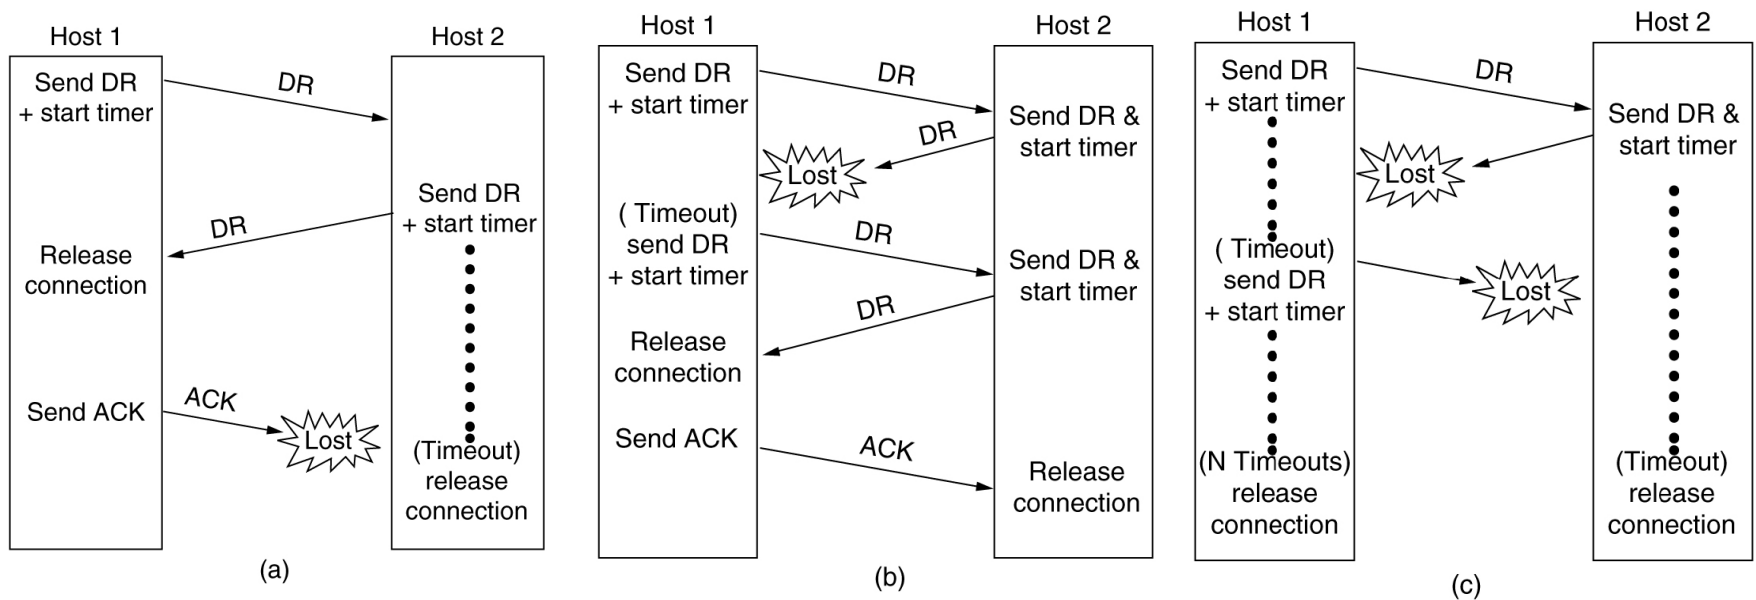 Host 1
Host 2
Send DR
+ start timer
DR
Send DR
+ start timer
DR
Release
connection
Send ACK
ACK
Lost
(Timeout)
release
connection
(a)
Host 1
Host 2
Send DR
+ start timer
DR
Send DR &
start timer
DR
Lost
( Timeout)
send DR
+ start timer
DR
Send DR &
start timer
DR
Release
connection
Send ACK
ACK
Release
connection
(b)
Host 1
Host 2
Send DR
+ start timer
DR
Send DR &
start timer
Lost
( Timeout)
send DR
+ start timer
Lost
(N Timeouts)
release
connection
(Timeout)
release
connection
(c)